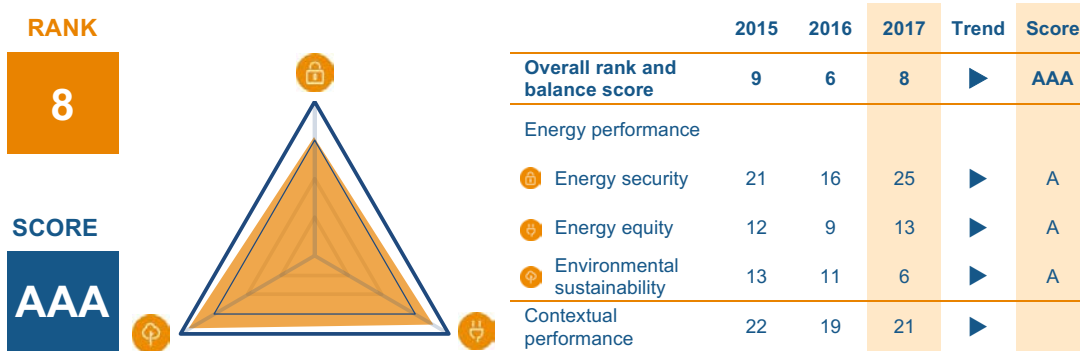 RANK
8
SCORE
AAA
2015 2016 2017 Trend Score
Overall rank and
balance score 9 6 8 AAA
Energy performance
Energy security 21 16 25 A
Energy equity 12 9 13 A
Environmental
sustainability 13 11 6 A
Contextual
performance 22 19 21